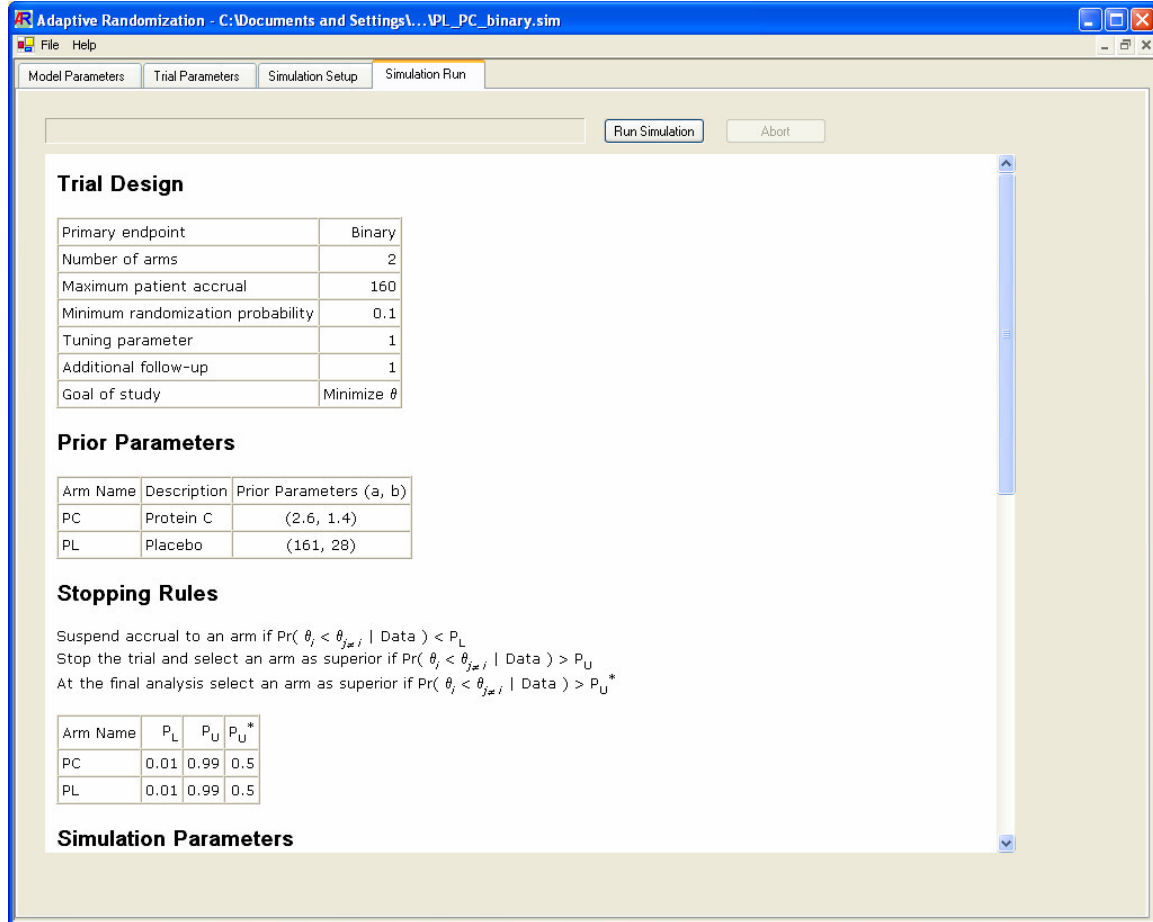 Adaptive Randomization - C:\Documents and Settings\...\PL_PC_binary.sim
File Help
Model Parameters Trial Parameters Simulation Setup Simulation Run
Run Simulation Abort
Trial Design
Primary endpoint Binary
Number of arms 2
Maximum patient accrual 160
Minimum randomization probability 0.1
Tuning parameter 1
Additional follow-up 1
Goal of study Minimize θ
Prior Parameters
Arm Name Description Prior Parameters (a, b)
PC Protein C (2.6, 1.4)
PL Placebo (161, 28)
Stopping Rules
Suspend accrual to an arm if Pr( θi < θj≠i | Data ) < PL
Stop the trial and select an arm as superior if Pr( θi < θj≠i | Data ) > PU
At the final analysis select an arm as superior if Pr( θi < θj≠i | Data ) > PU*
Arm Name PL PU PU*
PC 0.01 0.99 0.5
PL 0.01 0.99 0.5
Simulation Parameters